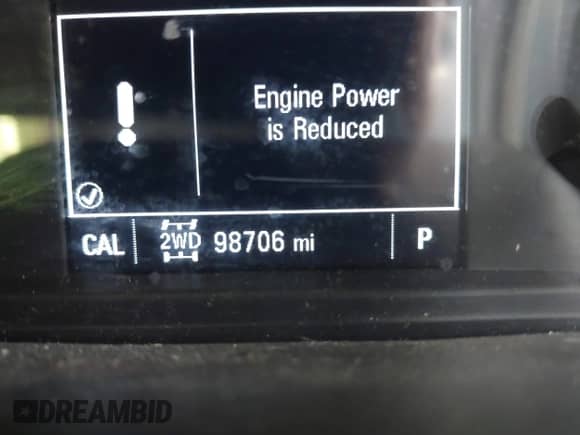 Engine Power
is Reduced
CAL 2WD 98706 mi P
DREAMBID